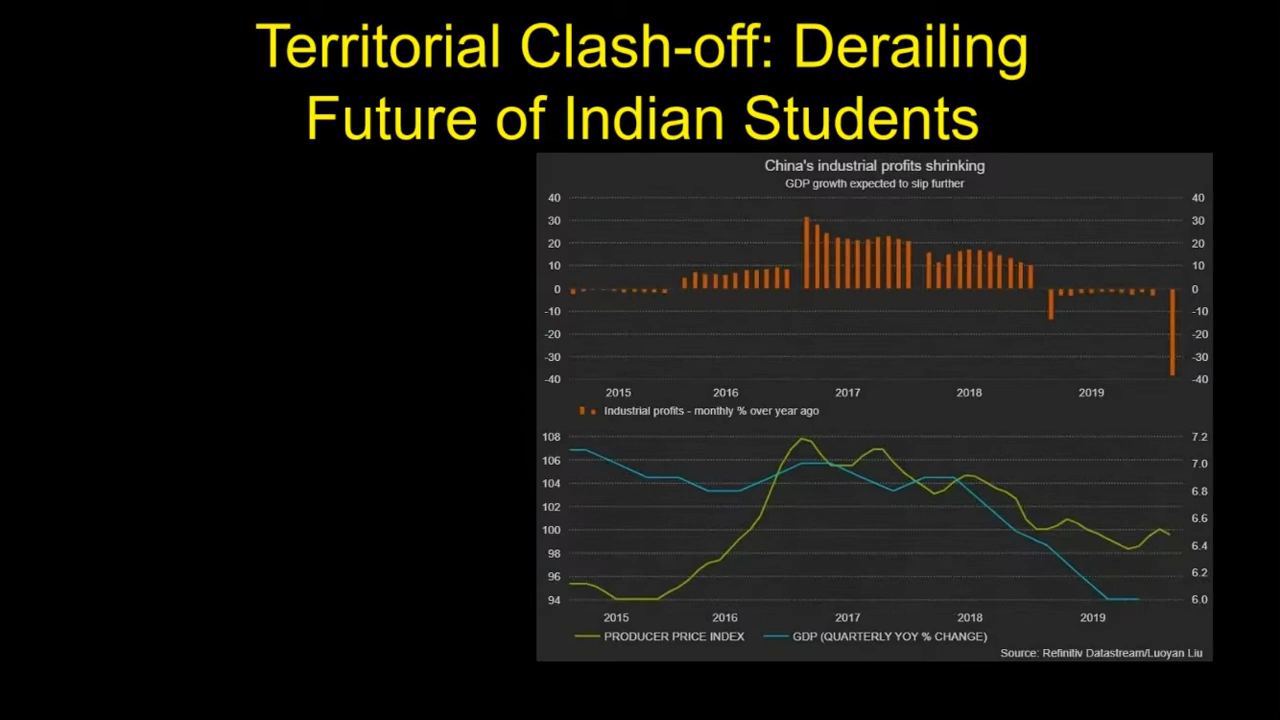 Territorial Clash-off: Derailing
Future of Indian Students
China's industrial profits shrinking
GDP growth expected to slip further
40 40
30 30
20 20
10 10
0 0
-10 -10
-20 -20
-30 -30
-40 -40
2015 2016 2017 2018 2019
Industrial profits - monthly % over year ago
108 7.2
106 7.0
104 6.8
102 6.6
100 6.4
98 6.2
96 6.0
94
2015 2016 2017 2018 2019
PRODUCER PRICE INDEX GDP (QUARTERLY YOY % CHANGE)
Source: Refinitiv Datastream/Luoyan Liu